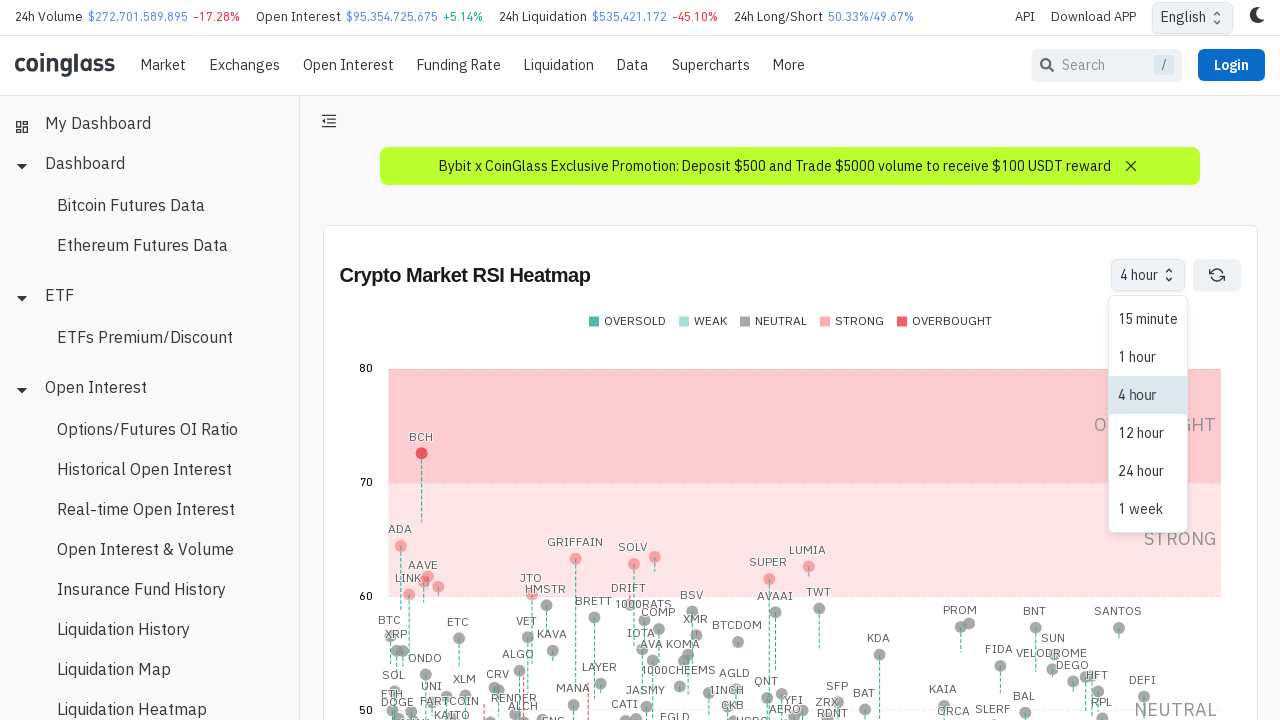 24h Volume $272,701,589,895 -17.28% Open Interest $95,354,725,675 +5.14% 24h Liquidation $535,421,172 -45.10% 24h Long/Short 50.33%/49.67% API Download APP English
coinglass Market Exchanges Open Interest Funding Rate Liquidation Data Supercharts More Search / Login
My Dashboard
Dashboard
Bitcoin Futures Data
Ethereum Futures Data
ETF
ETFs Premium/Discount
Open Interest
Options/Futures OI Ratio
Historical Open Interest
Real-time Open Interest
Open Interest & Volume
Insurance Fund History
Liquidation History
Liquidation Map
Liquidation Heatmap
Bybit x CoinGlass Exclusive Promotion: Deposit $500 and Trade $5000 volume to receive $100 USDT reward
Crypto Market RSI Heatmap
4 hour
15 minute
1 hour
4 hour
12 hour
24 hour
1 week
OVERSOLD WEAK NEUTRAL STRONG OVERBOUGHT
80
BCH
70
STRONG
ADA
GRIFFAIN SOLV LUMIA
AAVE SUPER
LINK JTO
HMSTR DRIFT
60
BRETT 1000RATS BSV AVAAI TWT
COMP PROM BNT SANTOS
BTC ETC VET XMR BTCDOM
XRP KAVA IOTA KDA SUN
ALGO AVA KOMA FIDA VELODROME
ONDO LAYER 1000CHEEMS DEGO
SOL CRV AGLD HFT
UNI XLM MANA JASMY 1INCH QNT SFP BAT KAIA DEFI
ETH RENDER
DOGE FARTCOIN ALCH CATI CKB IYFI ZRX BAL RPL
KAITO ENS EGLD USDC AERO RDNT ORCA SLERF
50 NEUTRAL